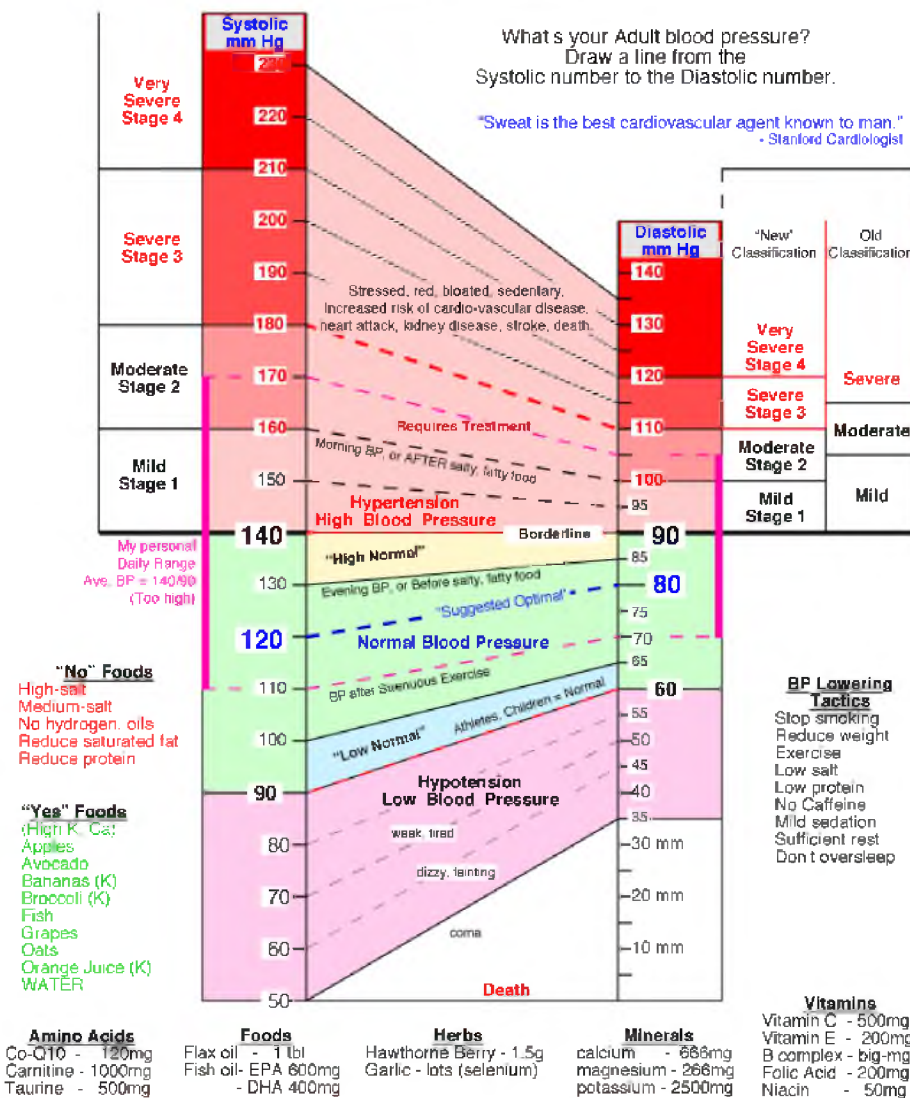 What s your Adult blood pressure?
Draw a line from the
Systolic number to the Diastolic number.
"Sweat is the best cardiovascular agent known to man."
- Stanford Cardiologist
Systolic
mm Hg
220
210
200
190
180
170
160
150
140
130
120
110
100
90
80
70
60
50
Very
Severe
Stage 4
Severe
Stage 3
Moderate
Stage 2
Mild
Stage 1
My personal
Daily Range
Ave. BP = 140/90
(Too high)
Stressed, red, bloated, sedentary,
Increased risk of cardio-vascular disease,
heart attack, kidney disease, stroke, death.
Requires Treatment
Morning BP, or AFTER salty, fatty food
Hypertension
High Blood Pressure
Borderline
"High Normal"
Evening BP, or Before salty, fatty food
"Suggested Optimal"
Normal Blood Pressure
BP after Suenuous Exercise
"Low Normal"
Athletes, Children = Normal
Hypotension
Low Blood Pressure
weak, tired
dizzy, fainting
coma
Death
Diastolic
mm Hg
140
130
120
110
100
95
90
85
80
75
70
65
60
55
50
45
40
35
30 mm
20 mm
10 mm
"New"
Classification
Very
Severe
Stage 4
Severe
Stage 3
Moderate
Stage 2
Mild
Stage 1
Old
Classification
Severe
Moderate
Mild
"No" Foods
High-salt
Medium-salt
No hydrogen. oils
Reduce saturated fat
Reduce protein
"Yes" Foods
(High K, Ca)
Apples
Avocado
Bananas (K)
Broccoli (K)
Fish
Grapes
Oats
Orange Juice (K)
WATER
BP Lowering
Tactics
Stop smoking
Reduce weight
Exercise
Low salt
Low protein
No Caffeine
Mild sedation
Sufficient rest
Don t oversleep
Amino Acids
Co-Q10 - 120mg
Carnitine - 1000mg
Taurine - 500mg
Foods
Flax oil - 1 tbl
Fish oil- EPA 600mg
- DHA 400mg
Herbs
Hawthorne Berry - 1.5g
Garlic - lots (selenium)
Minerals
calcium - 666mg
magnesium - 266mg
potassium - 2500mg
Vitamins
Vitamin C - 500mg
Vitamin E - 200mg
B complex - big-mg
Folic Acid - 200mg
Niacin - 50mg